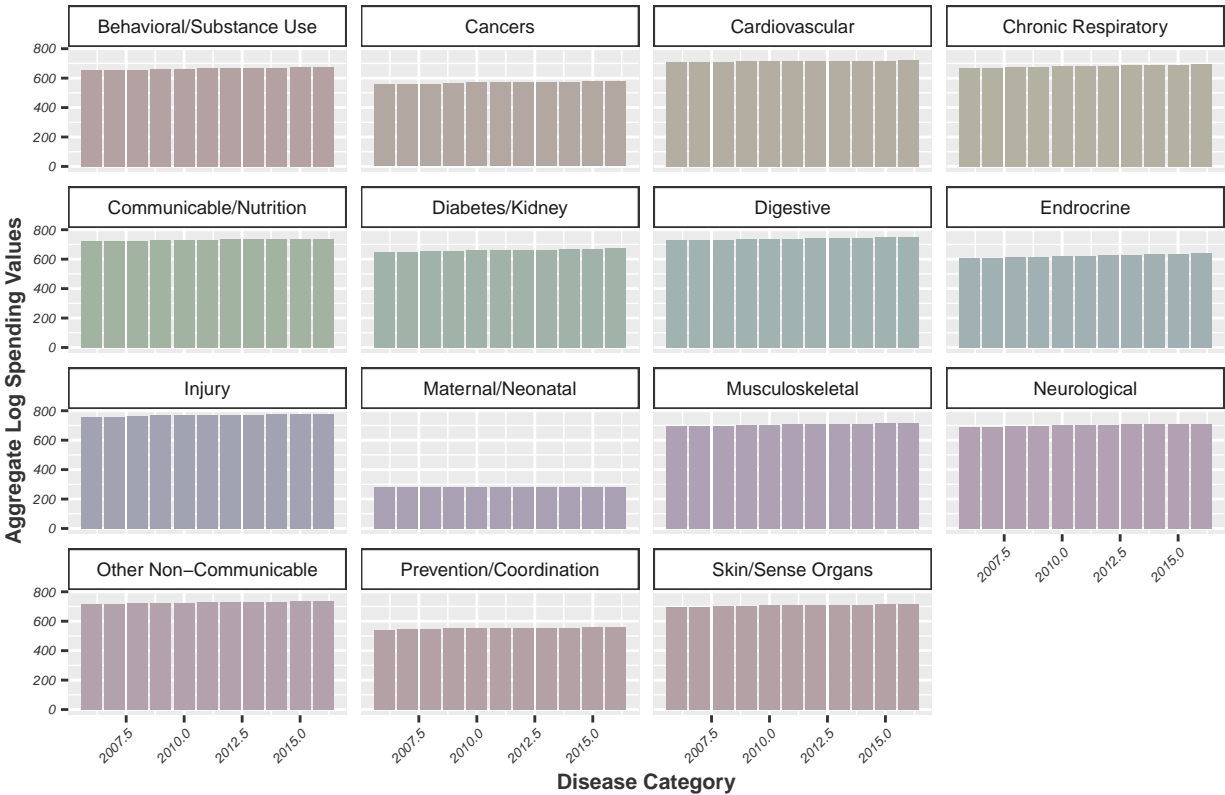 Behavioral/Substance Use
Cancers
Cardiovascular
Chronic Respiratory
800
600
400
200
0
Communicable/Nutrition
Diabetes/Kidney
Digestive
Endrocrine
800
600
400
200
0
Injury
Maternal/Neonatal
Musculoskeletal
Neurological
800
600
400
200
0
2007.5
2010.0
2012.5
2015.0
Other Non−Communicable
Prevention/Coordination
Skin/Sense Organs
800
600
400
200
0
2007.5
2010.0
2012.5
2015.0
2007.5
2010.0
2012.5
2015.0
2007.5
2010.0
2012.5
2015.0
Aggregate Log Spending Values
Disease Category